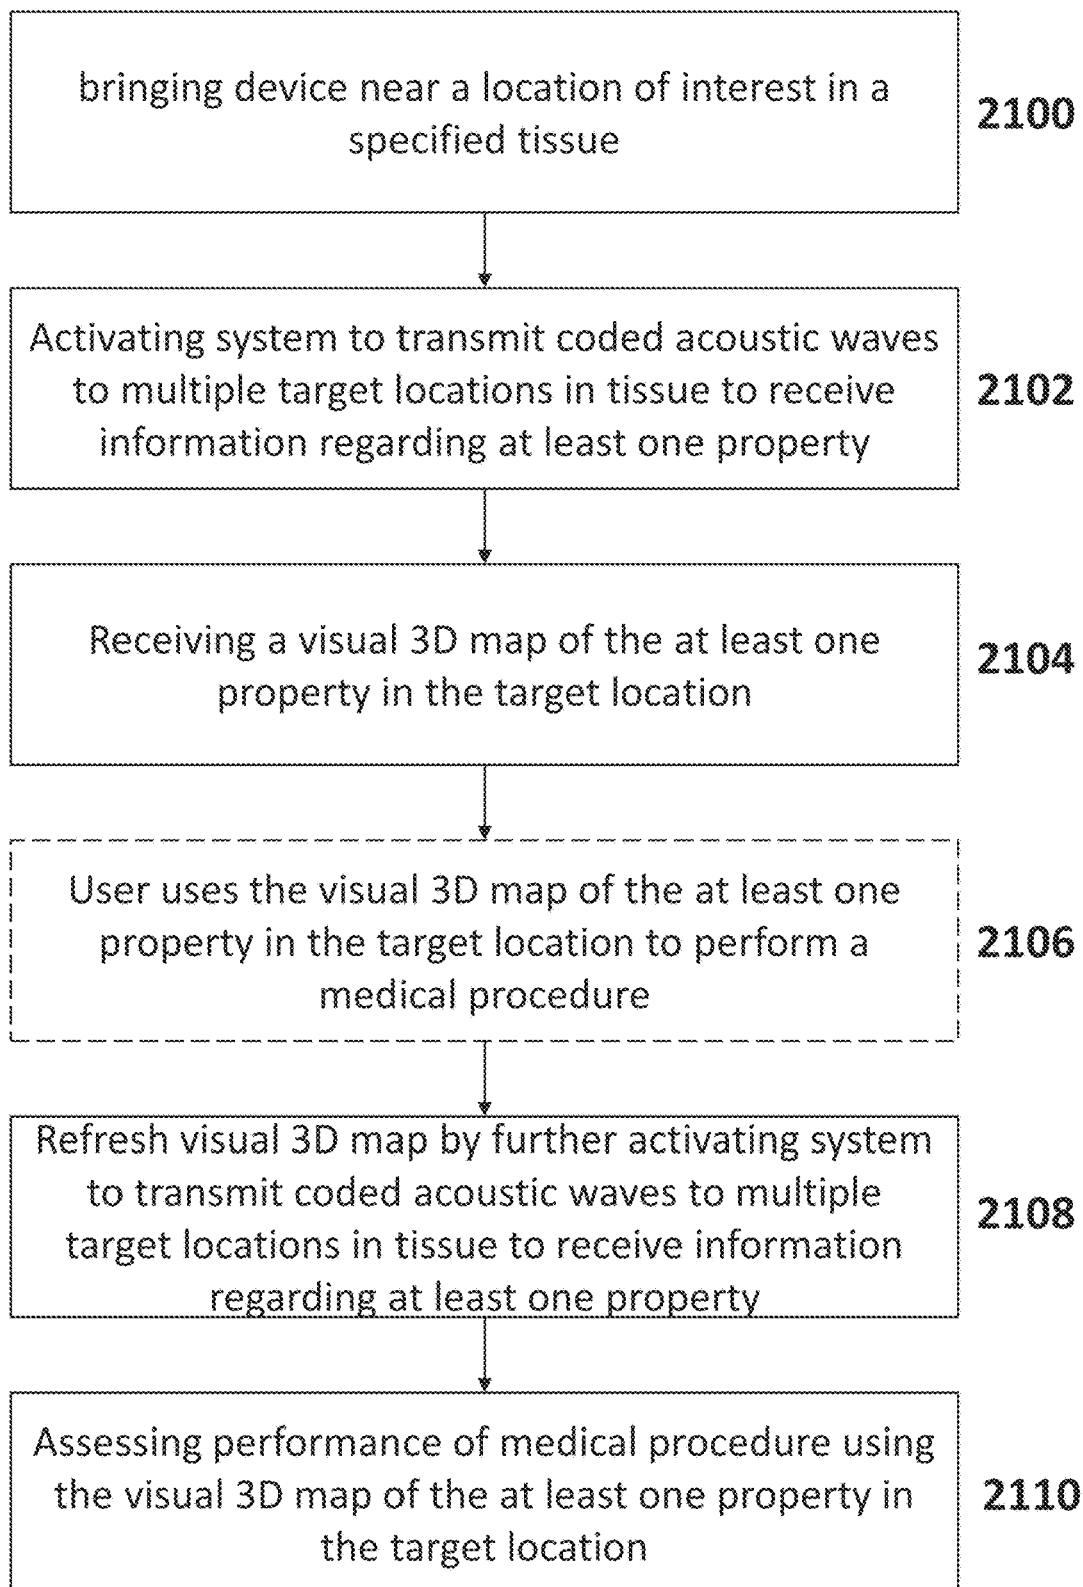 bringing device near a location of interest in a
specified tissue
2100
Activating system to transmit coded acoustic waves
to multiple target locations in tissue to receive
information regarding at least one property
2102
Receiving a visual 3D map of the at least one
property in the target location
2104
User uses the visual 3D map of the at least one
property in the target location to perform a
medical procedure
2106
Refresh visual 3D map by further activating system
to transmit coded acoustic waves to multiple
target locations in tissue to receive information
regarding at least one property
2108
Assessing performance of medical procedure using
the visual 3D map of the at least one property in
the target location
2110